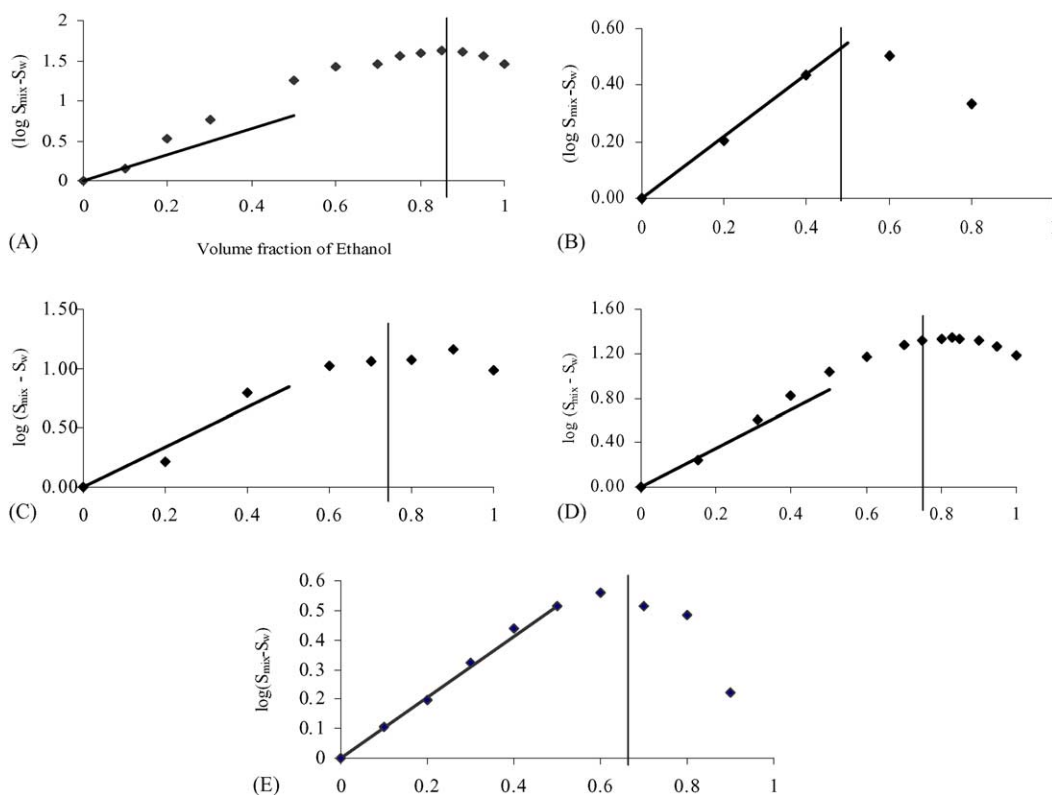 2
1.5
1
0.5
0
(log Smix-Sw)
0 0.2 0.4 0.6 0.8 1
(A) Volume fraction of Ethanol
0.60
0.40
0.20
0.00
(log Smix-Sw)
0 0.2 0.4 0.6 0.8 1
(B)
1.50
1.00
0.50
0.00
log (Smix - Sw)
0 0.2 0.4 0.6 0.8 1
(C)
1.60
1.20
0.80
0.40
0.00
log (Smix - Sw)
0 0.2 0.4 0.6 0.8 1
(D)
0.6
0.5
0.4
0.3
0.2
0.1
0
log(Smix-Sw)
0 0.2 0.4 0.6 0.8 1
(E)